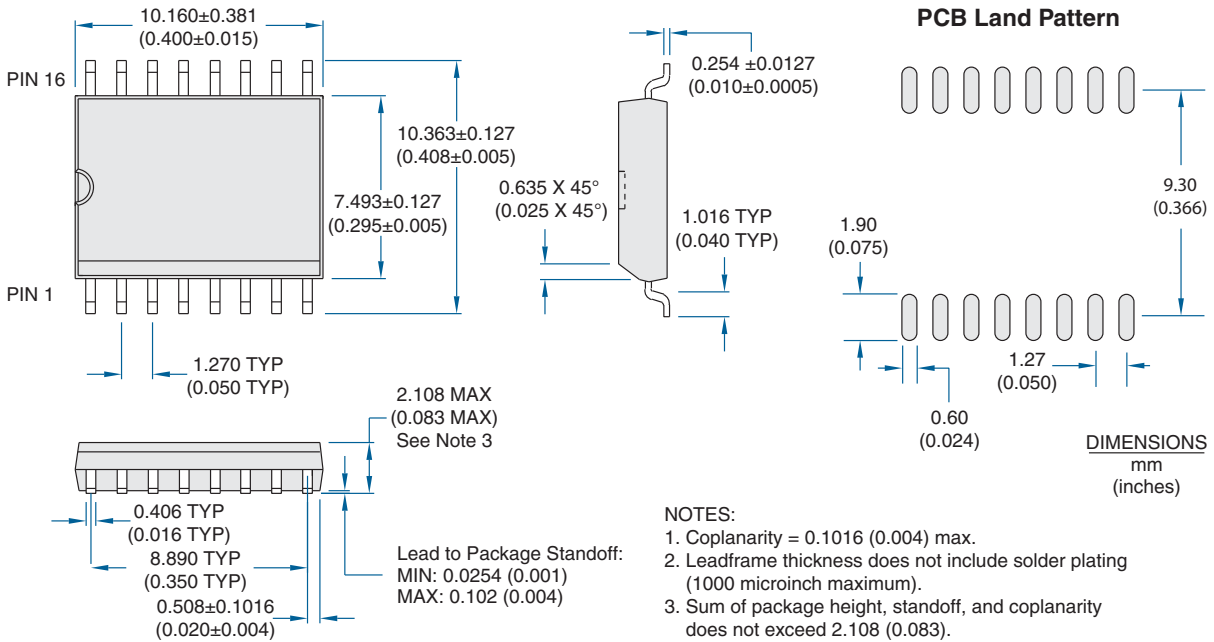 10.160±0.381
(0.400±0.015)
PIN 16
10.363±0.127
(0.408±0.005)
7.493±0.127
(0.295±0.005)
PIN 1
1.270 TYP
(0.050 TYP)
0.254 ±0.0127
(0.010±0.0005)
0.635 X 45°
(0.025 X 45°)
1.016 TYP
(0.040 TYP)
PCB Land Pattern
9.30
(0.366)
1.90
(0.075)
1.27
(0.050)
0.60
(0.024)
2.108 MAX
(0.083 MAX)
See Note 3
0.406 TYP
(0.016 TYP)
8.890 TYP
(0.350 TYP)
0.508±0.1016
(0.020±0.004)
Lead to Package Standoff:
MIN: 0.0254 (0.001)
MAX: 0.102 (0.004)
DIMENSIONS
mm
(inches)
NOTES:
1. Coplanarity = 0.1016 (0.004) max.
2. Leadframe thickness does not include solder plating
(1000 microinch maximum).
3. Sum of package height, standoff, and coplanarity
does not exceed 2.108 (0.083).